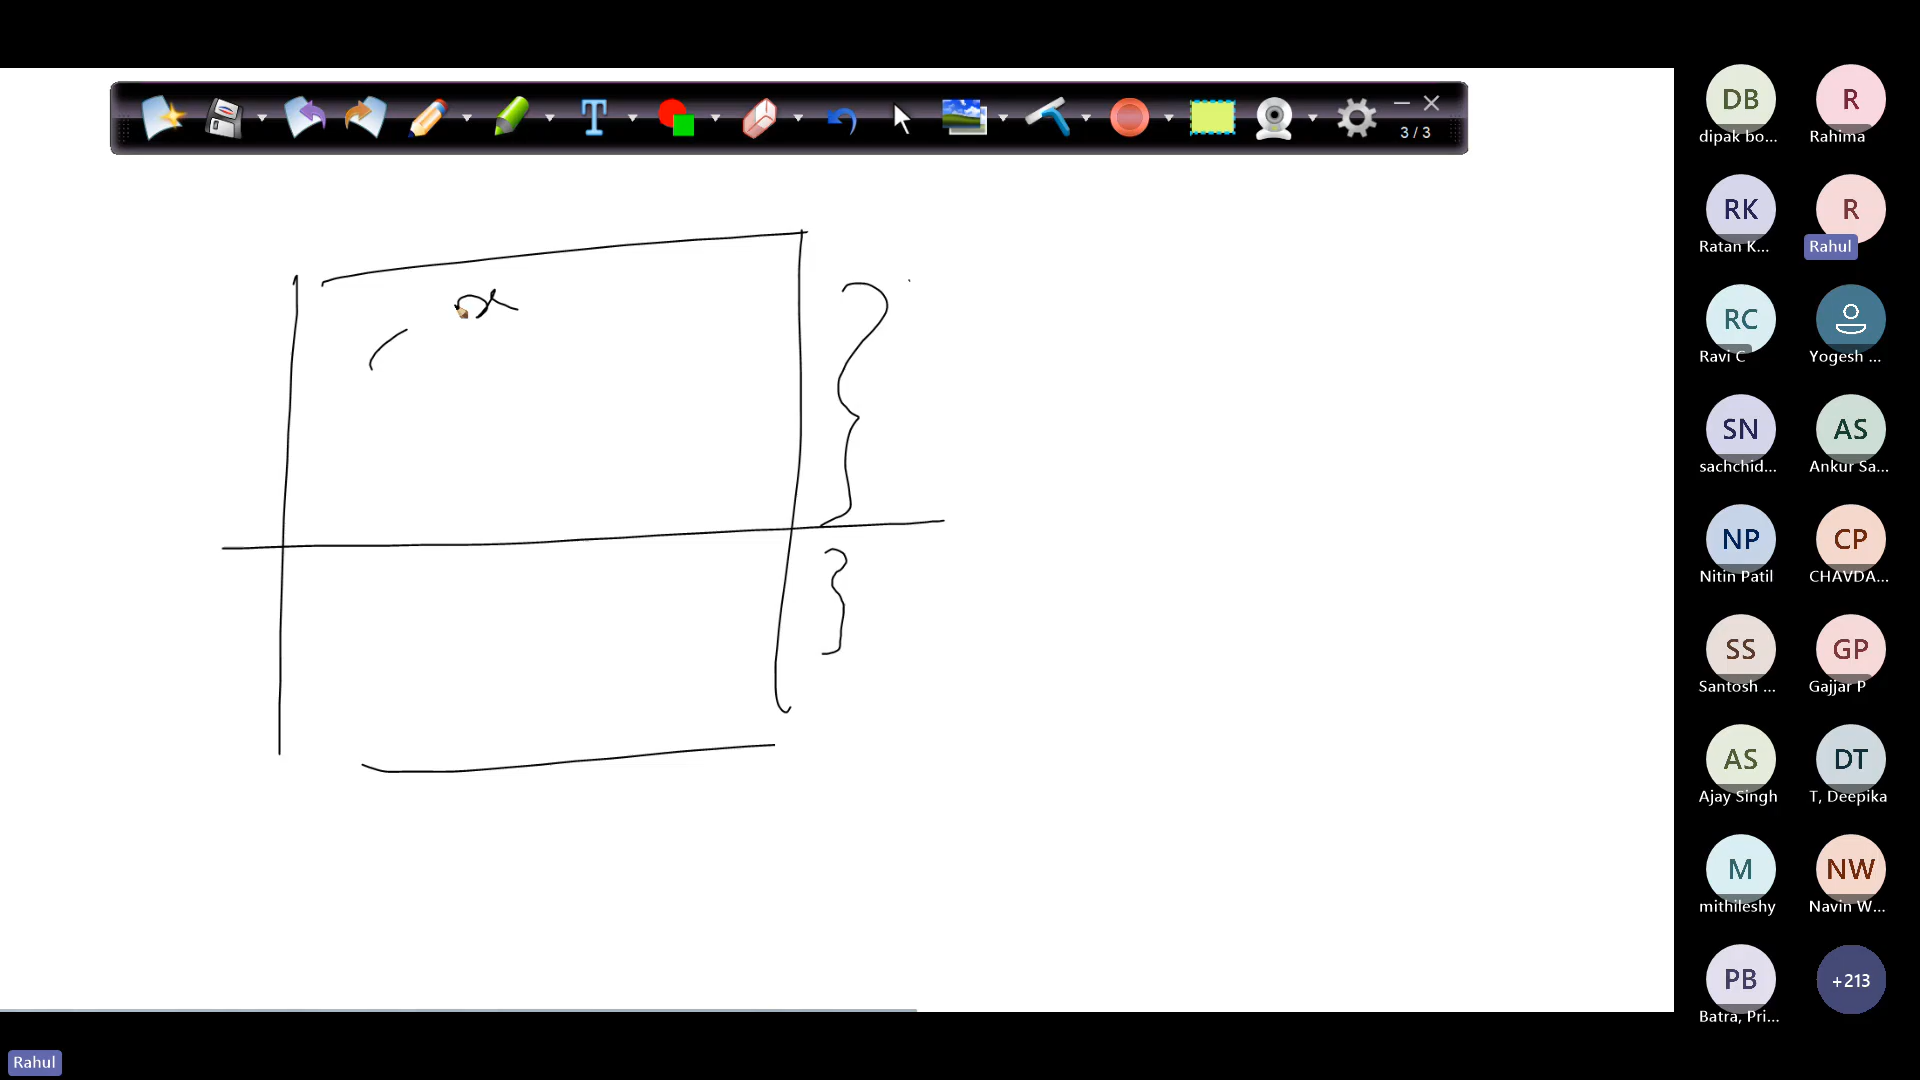 3 / 3
DB R
dipak bo... Rahima
RK R
Ratan K... Rahul
RC
Ravi C Yogesh ...
SN AS
sachchid... Ankur Sa...
NP CP
Nitin Patil CHAVDA...
SS GP
Santosh ... Gajjar P
AS DT
Ajay Singh T, Deepika
M NW
mithileshy Navin W...
PB +213
Batra, Pri...
Rahul